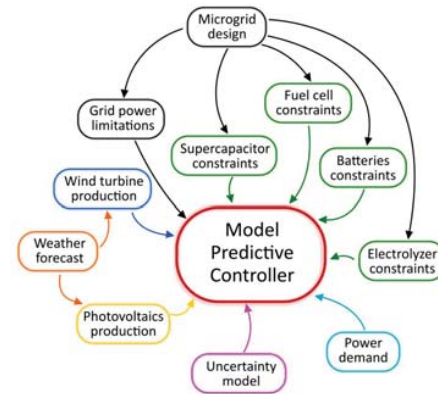 Microgrid
design
Grid power
limitations
Fuel cell
constraints
Supercapacitor
constraints
Batteries
constraints
Wind turbine
production
Model
Predictive
Controller
Weather
forecast
Electrolyzer
constraints
Photovoltaics
production
Power
demand
Uncertainty
model